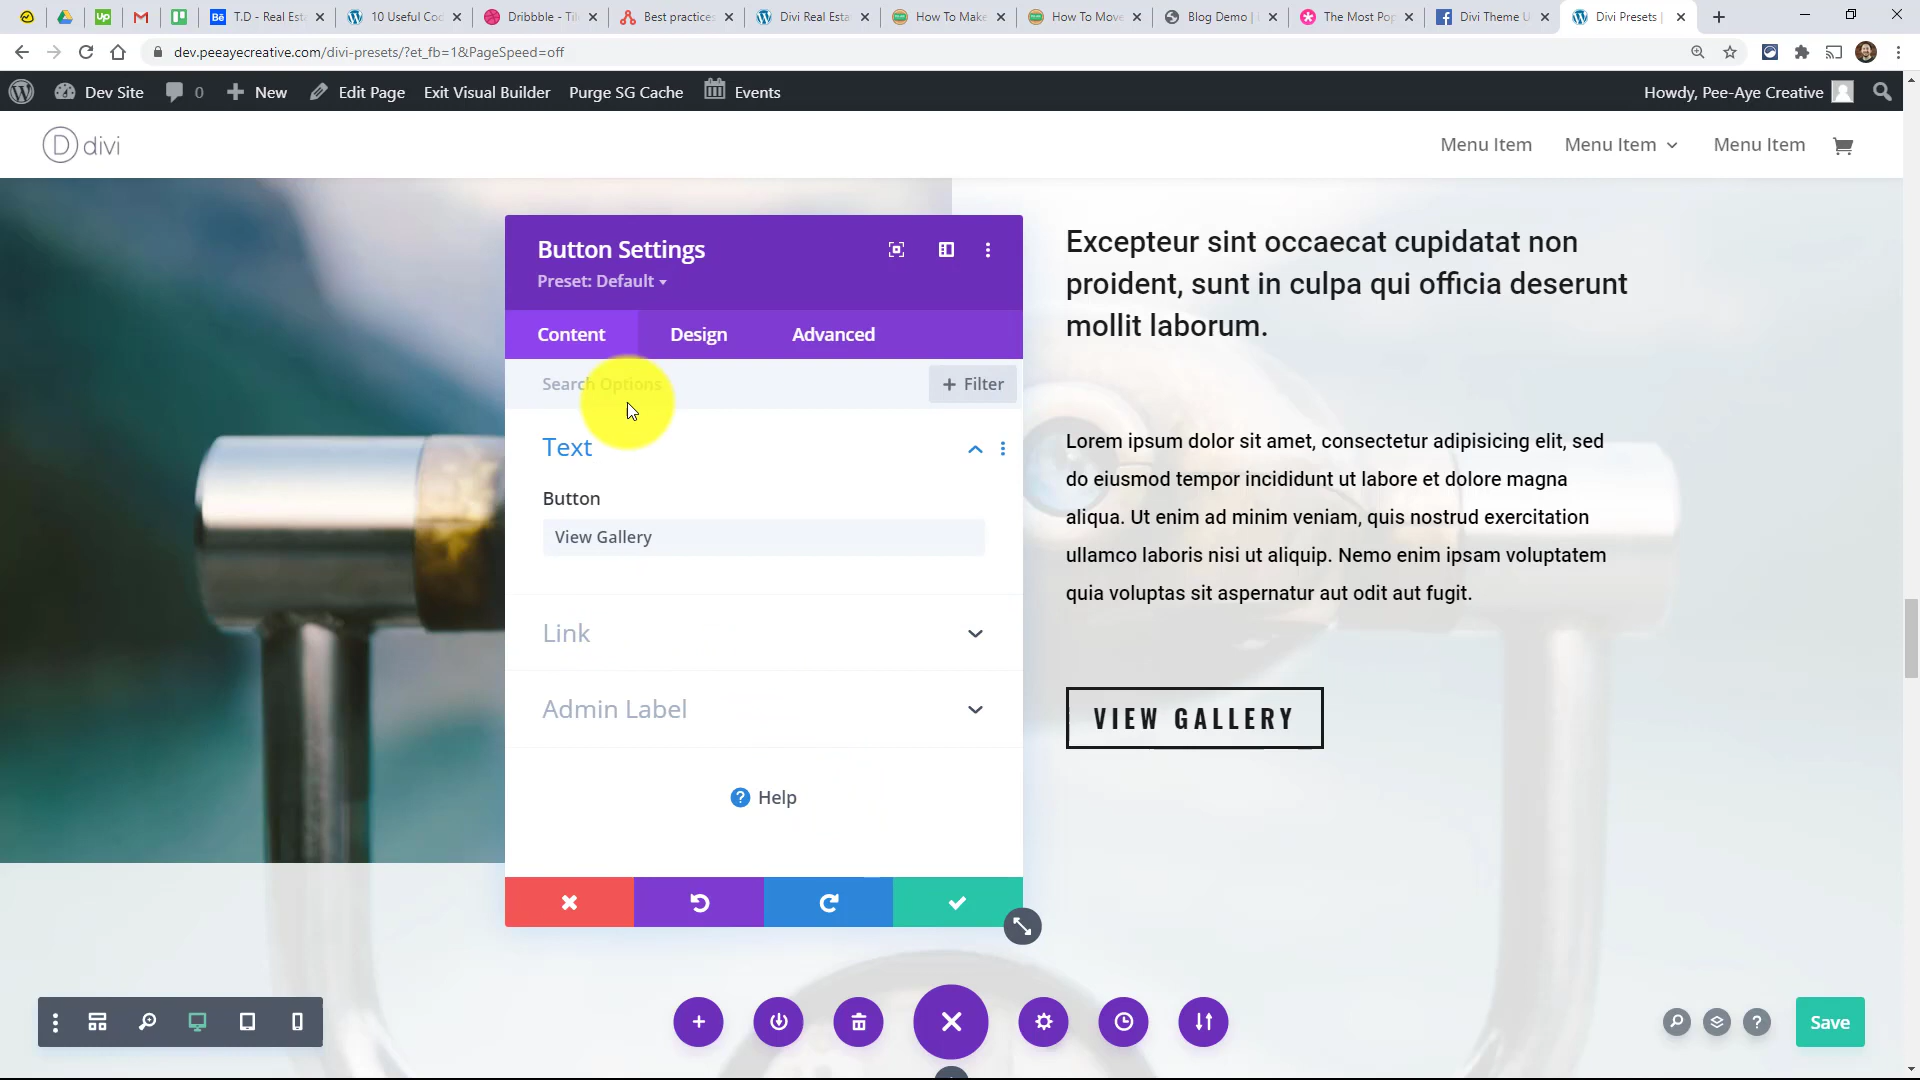 T.D - Real Esta
10 Useful Coc
Dribbble - Til
Best practices
Divi Real Esta
How To Make
How To Move
Blog Demo |
The Most Pop
Divi Theme U
Divi Presets |
dev.peeayecreative.com/divi-presets/?et_fb=1&PageSpeed=off
Dev Site
0
New
Edit Page
Exit Visual Builder
Purge SG Cache
Events
Howdy, Pee-Aye Creative
D divi
Menu Item
Menu Item
Menu Item
Button Settings
Preset: Default
Content
Design
Advanced
Search Options
+ Filter
Text
Button
View Gallery
Link
Admin Label
? Help
Excepteur sint occaecat cupidatat non
proident, sunt in culpa qui officia deserunt
mollit laborum.
Lorem ipsum dolor sit amet, consectetur adipisicing elit, sed
do eiusmod tempor incididunt ut labore et dolore magna
aliqua. Ut enim ad minim veniam, quis nostrud exercitation
ullamco laboris nisi ut aliquip. Nemo enim ipsam voluptatem
quia voluptas sit aspernatur aut odit aut fugit.
VIEW GALLERY
?
Save